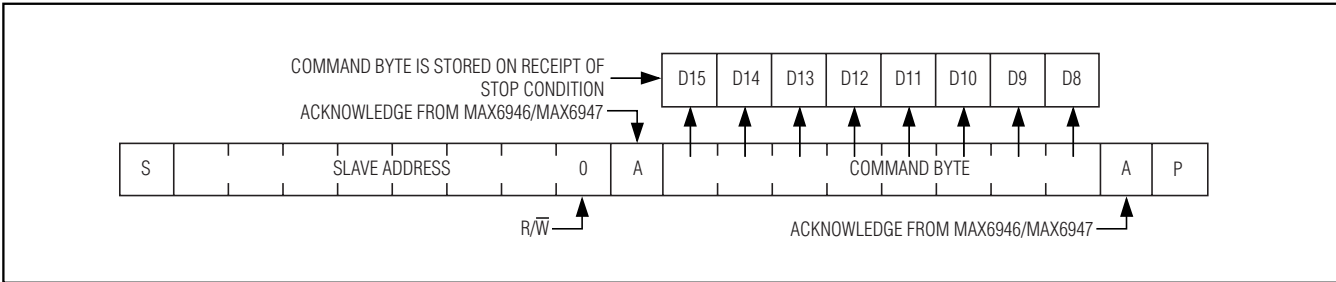 COMMAND BYTE IS STORED ON RECEIPT OF
STOP CONDITION
D15 D14 D13 D12 D11 D10 D9 D8
ACKNOWLEDGE FROM MAX6946/MAX6947
S SLAVE ADDRESS 0 A COMMAND BYTE A P
R/W̅ ACKNOWLEDGE FROM MAX6946/MAX6947